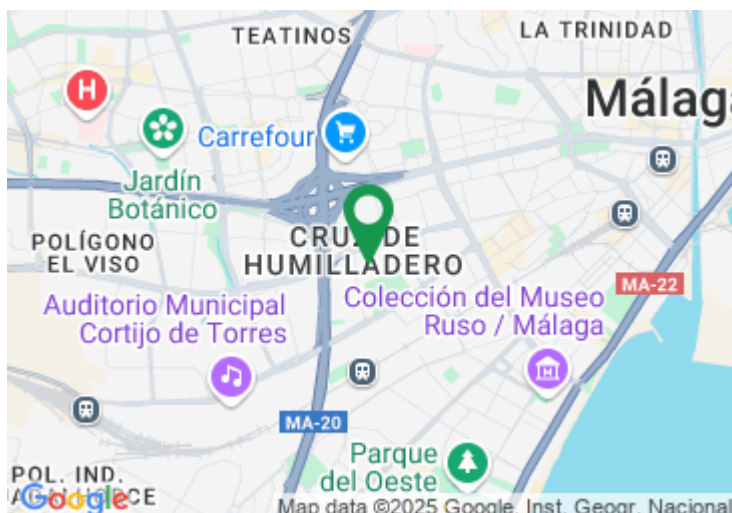 TEATINOS
LA TRINIDAD
H
Málaga
Carrefour
Jardín
Botánico
CRUZ DE
HUMILLADERO
POLÍGONO
EL VISO
MA-22
Auditorio Municipal
Cortijo de Torres
Colección del Museo
Ruso / Málaga
MA-20
Parque
del Oeste
POL. IND.
Google
Map data ©2025 Google, Inst. Geogr. Nacional